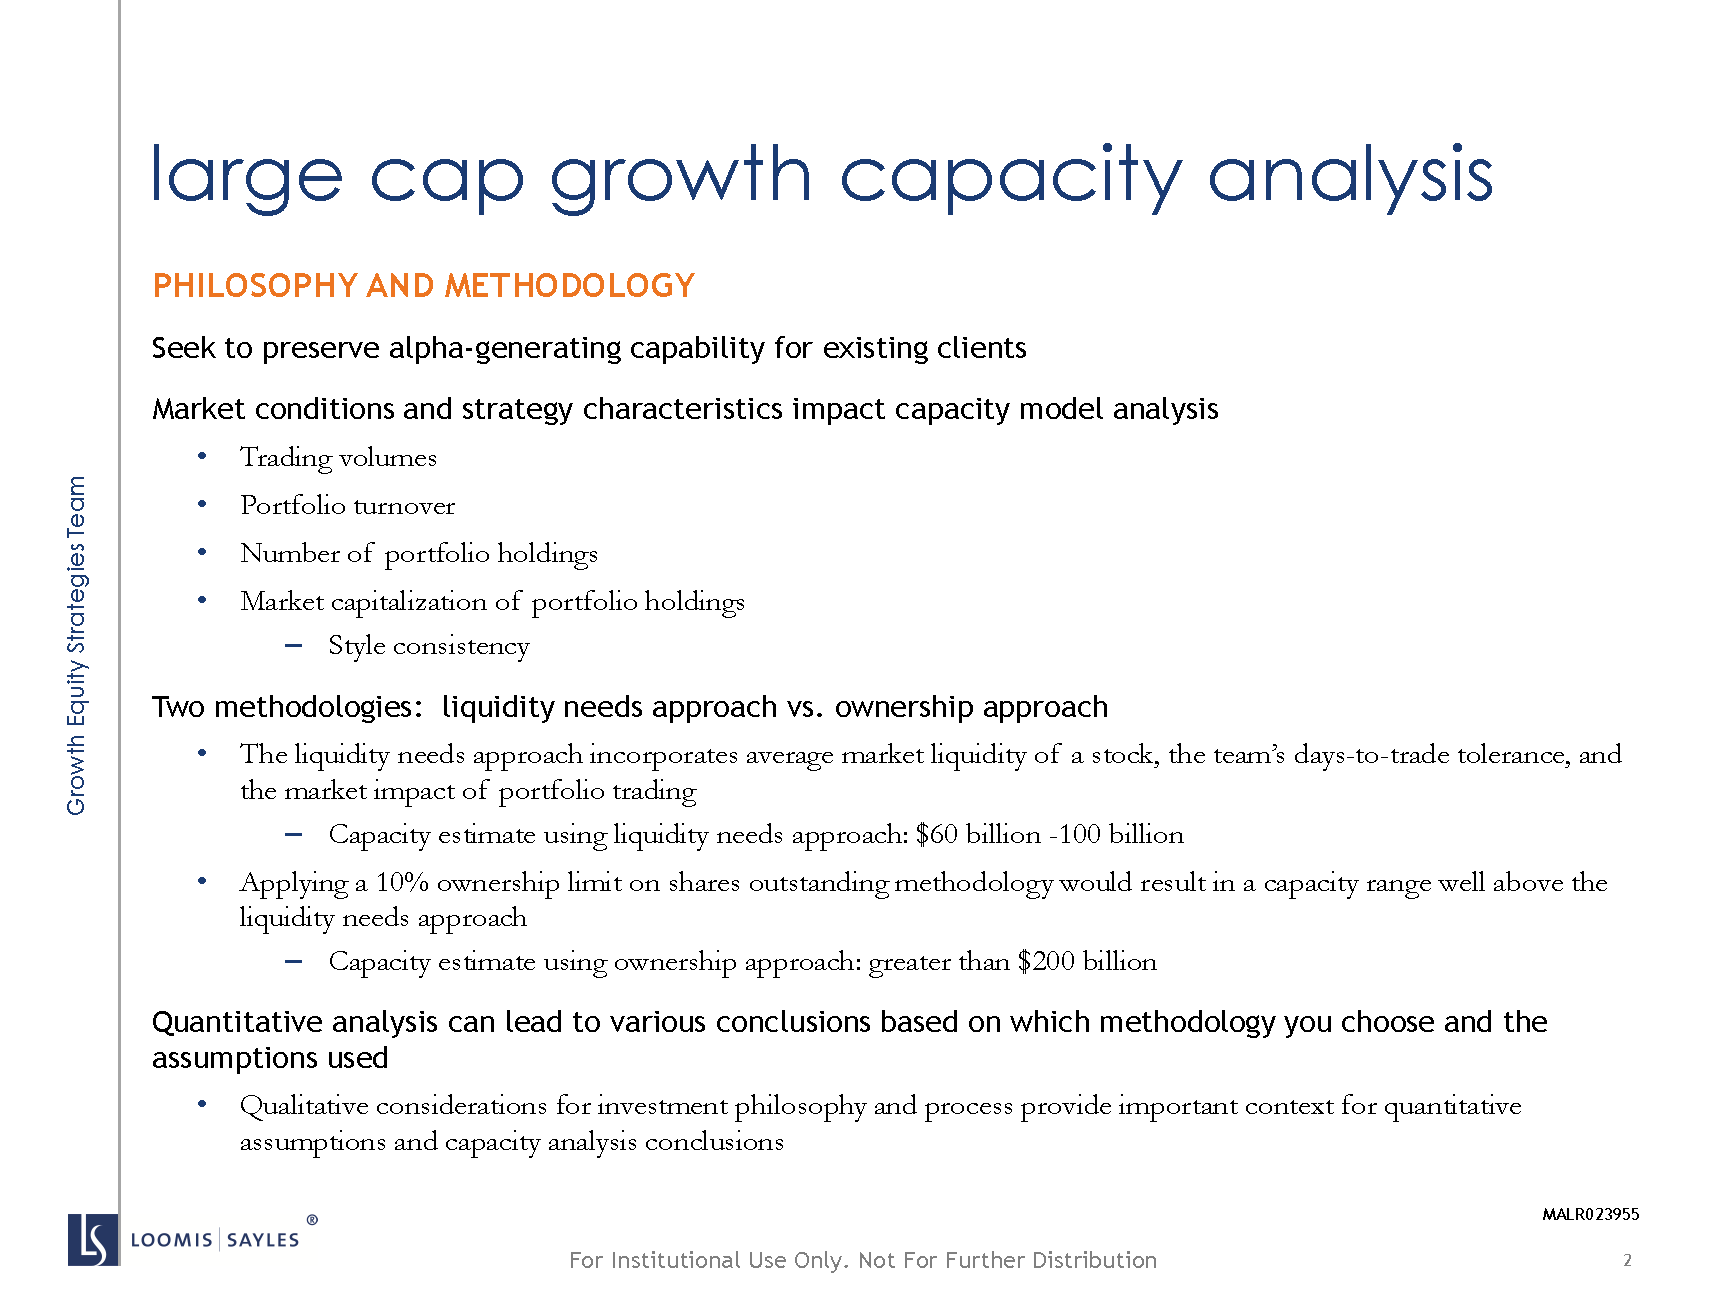 large cap growth capacity analysis
PHILOSOPHY AND METHODOLOGY
Seek to preserve alpha-generating capability for existing clients
Market conditions and strategy characteristics impact capacity model analysis
• Trading volumes
• Portfolio turnover
• Number of portfolio holdings
• Market capitalization of portfolio holdings
– Style consistency
Two methodologies: liquidity needs approach vs. ownership approach
• The liquidity needs approach incorporates average market liquidity of a stock, the team’s days-to-trade tolerance, and
the market impact of portfolio trading
– Capacity estimate using liquidity needs approach: $60 billion -100 billion
• Applying a 10% ownership limit on shares outstanding methodology would result in a capacity range well above the
liquidity needs approach
– Capacity estimate using ownership approach: greater than $200 billion
Quantitative analysis can lead to various conclusions based on which methodology you choose and the
assumptions used
• Qualitative considerations for investment philosophy and process provide important context for quantitative
assumptions and capacity analysis conclusions
Growth Equity Strategies Team
MALR023955
LS LOOMIS | SAYLES ®
For Institutional Use Only. Not For Further Distribution
2